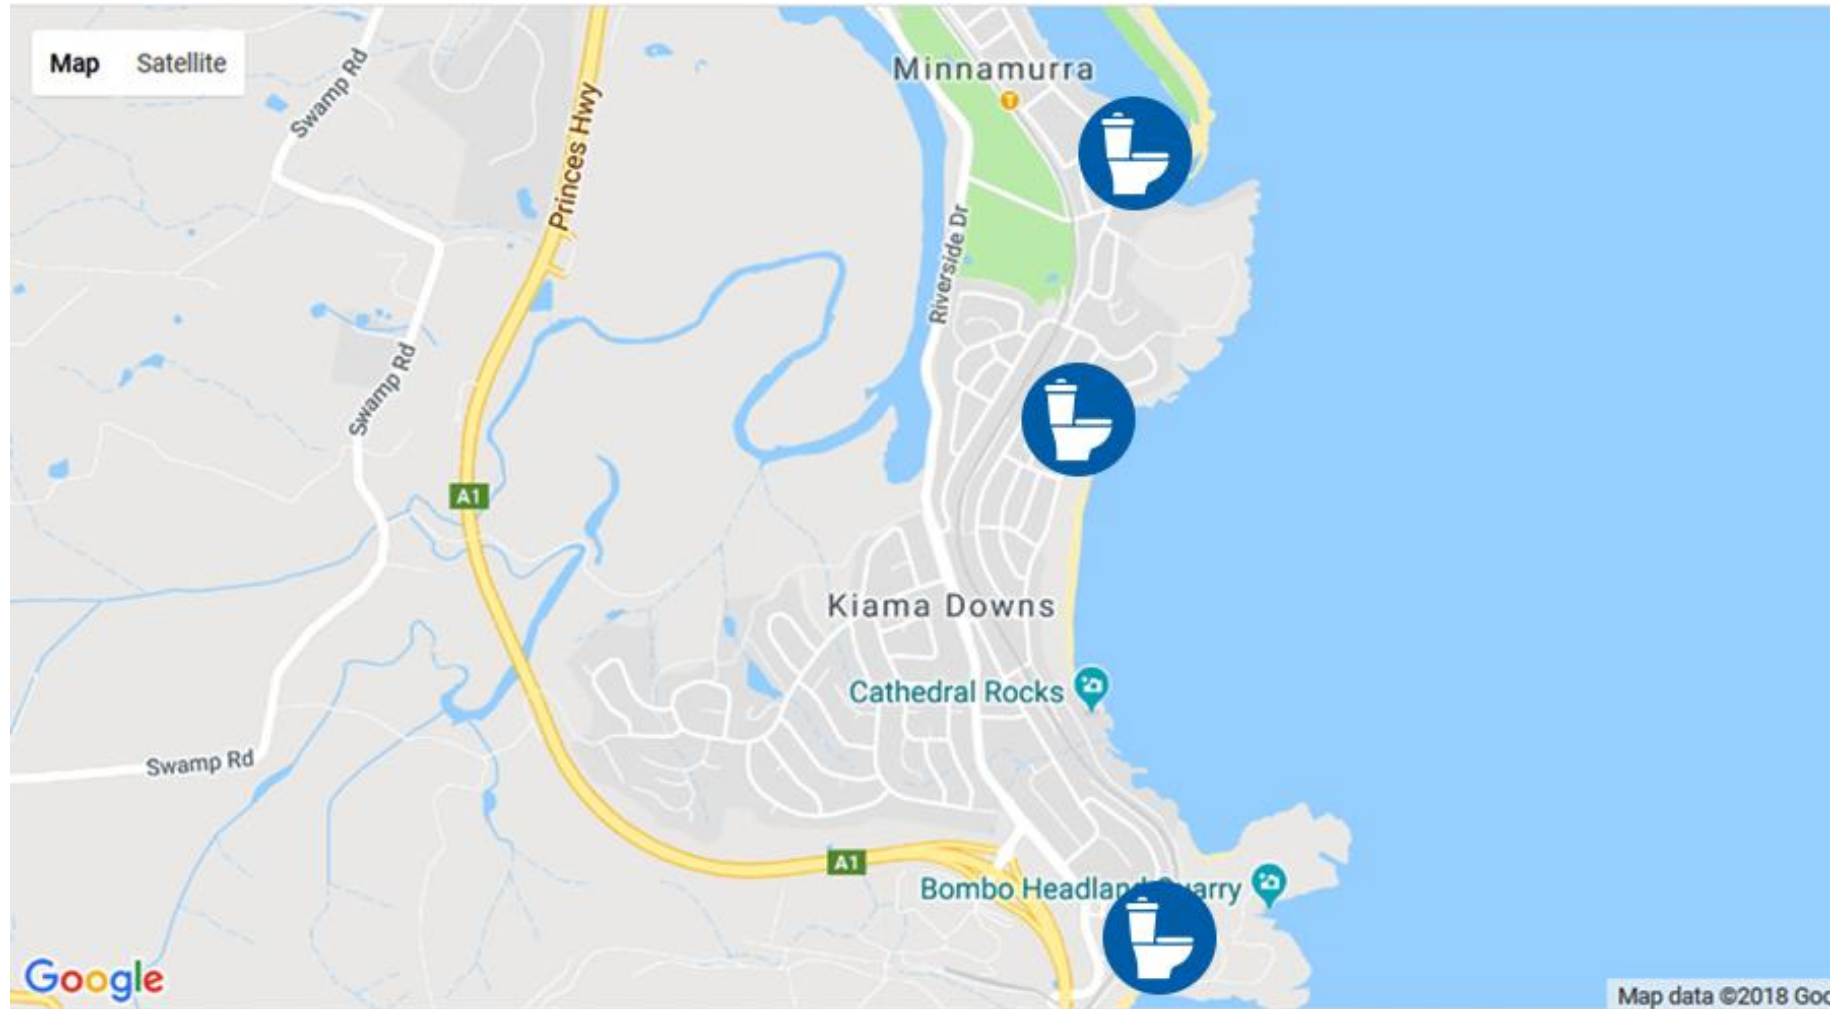 Map Satellite
Swamp Rd
Princes Hwy
Minnamurra
Riverside Dr
Swamp Rd
A1
Kiama Downs
Cathedral Rocks
Swamp Rd
A1
Bombo Headland Quarry
Google
Map data ©2018 Goo